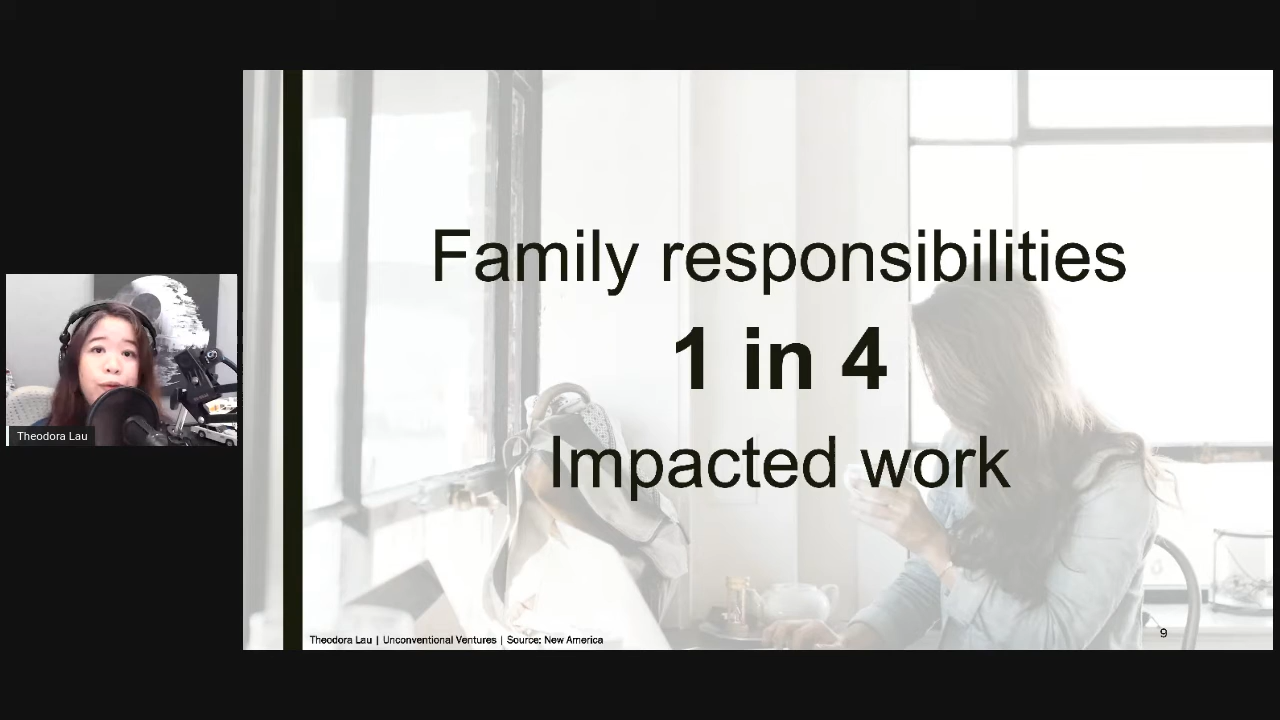 Family responsibilities
1 in 4
Impacted work
Theodora Lau
Theodora Lau | Unconventional Ventures | Source: New America
9